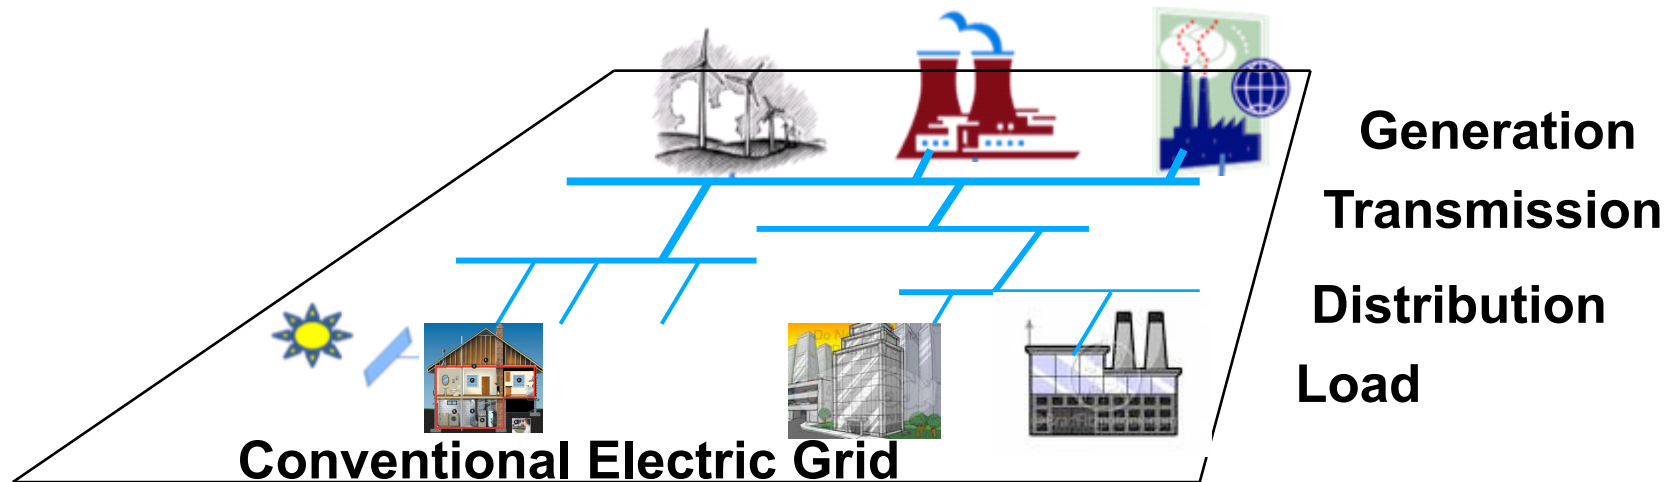 Generation
Transmission
Distribution
Load
Conventional Electric Grid